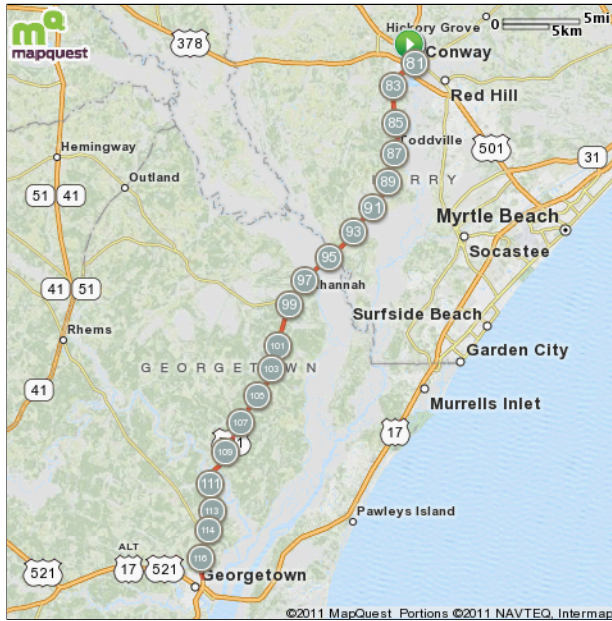 mapquest
378
Hickory Grove
0 5mi
5km
Conway
81
83
Red Hill
85
Toddville
501
31
Hemingway
87
Outland
89
RRY
51 41
91
Myrtle Beach
93
Socastee
95
97
hannah
41 51
99
Surfside Beach
Rhems
101
Garden City
103
GEORGETOWN
41
105
Murrells Inlet
107
17
1
109
111
113
Pawleys Island
114
ALT
116
521
17
521
Georgetown
©2011 MapQuest Portions ©2011 NAVTEQ, Intermap